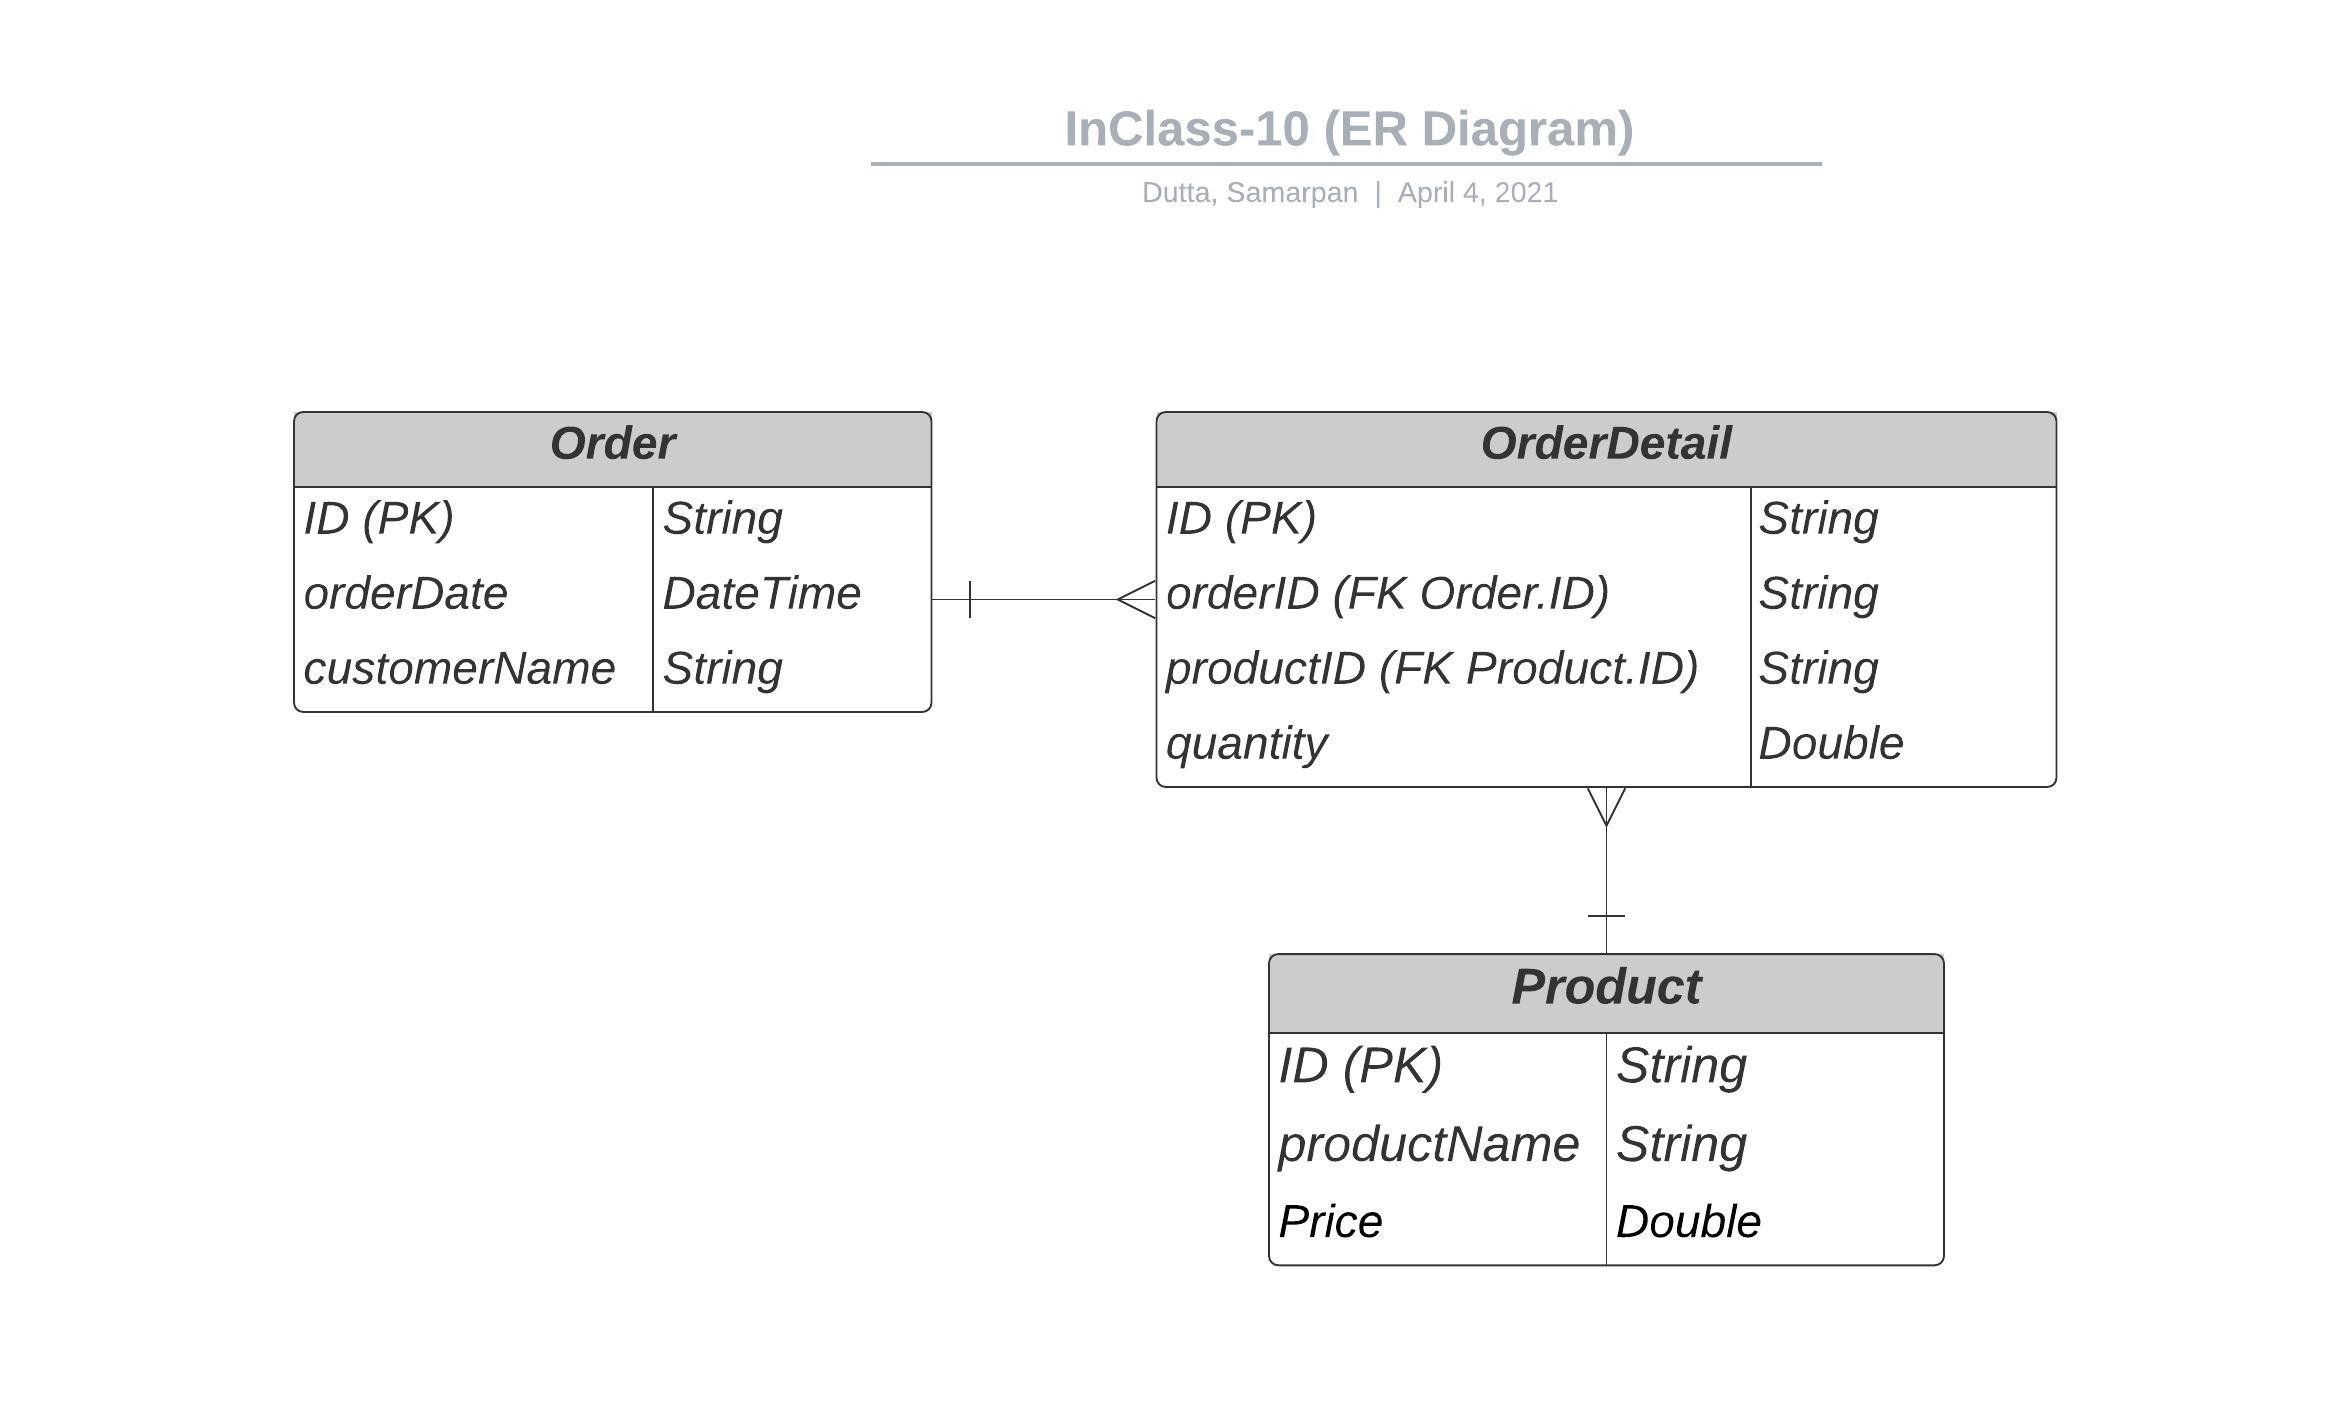 InClass-10 (ER Diagram)
Dutta, Samarpan | April 4, 2021
Order
ID (PK) String
orderDate DateTime
customerName String
OrderDetail
ID (PK) String
orderID (FK Order.ID) String
productID (FK Product.ID) String
quantity Double
Product
ID (PK) String
productName String
Price Double